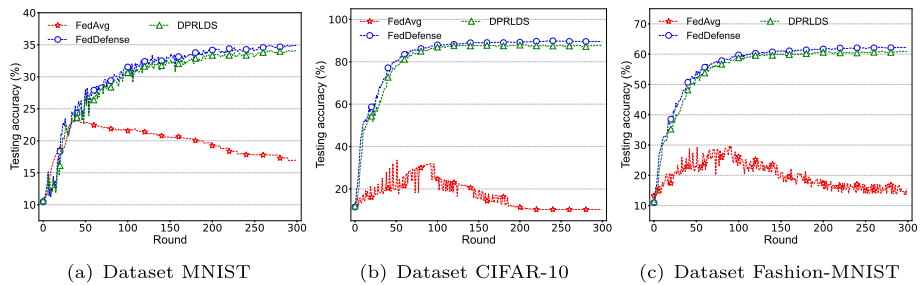 FedAvg
FedDefense
DPRLDS
Testing accuracy (%)
40
35
30
25
20
15
10
0 50 100 150 200 250 300
Round
(a) Dataset MNIST
FedAvg
FedDefense
DPRLDS
Testing accuracy (%)
100
80
60
40
20
0 50 100 150 200 250 300
Round
(b) Dataset CIFAR-10
FedAvg
FedDefense
DPRLDS
Testing accuracy (%)
70
60
50
40
30
20
10
0 50 100 150 200 250 300
Round
(c) Dataset Fashion-MNIST